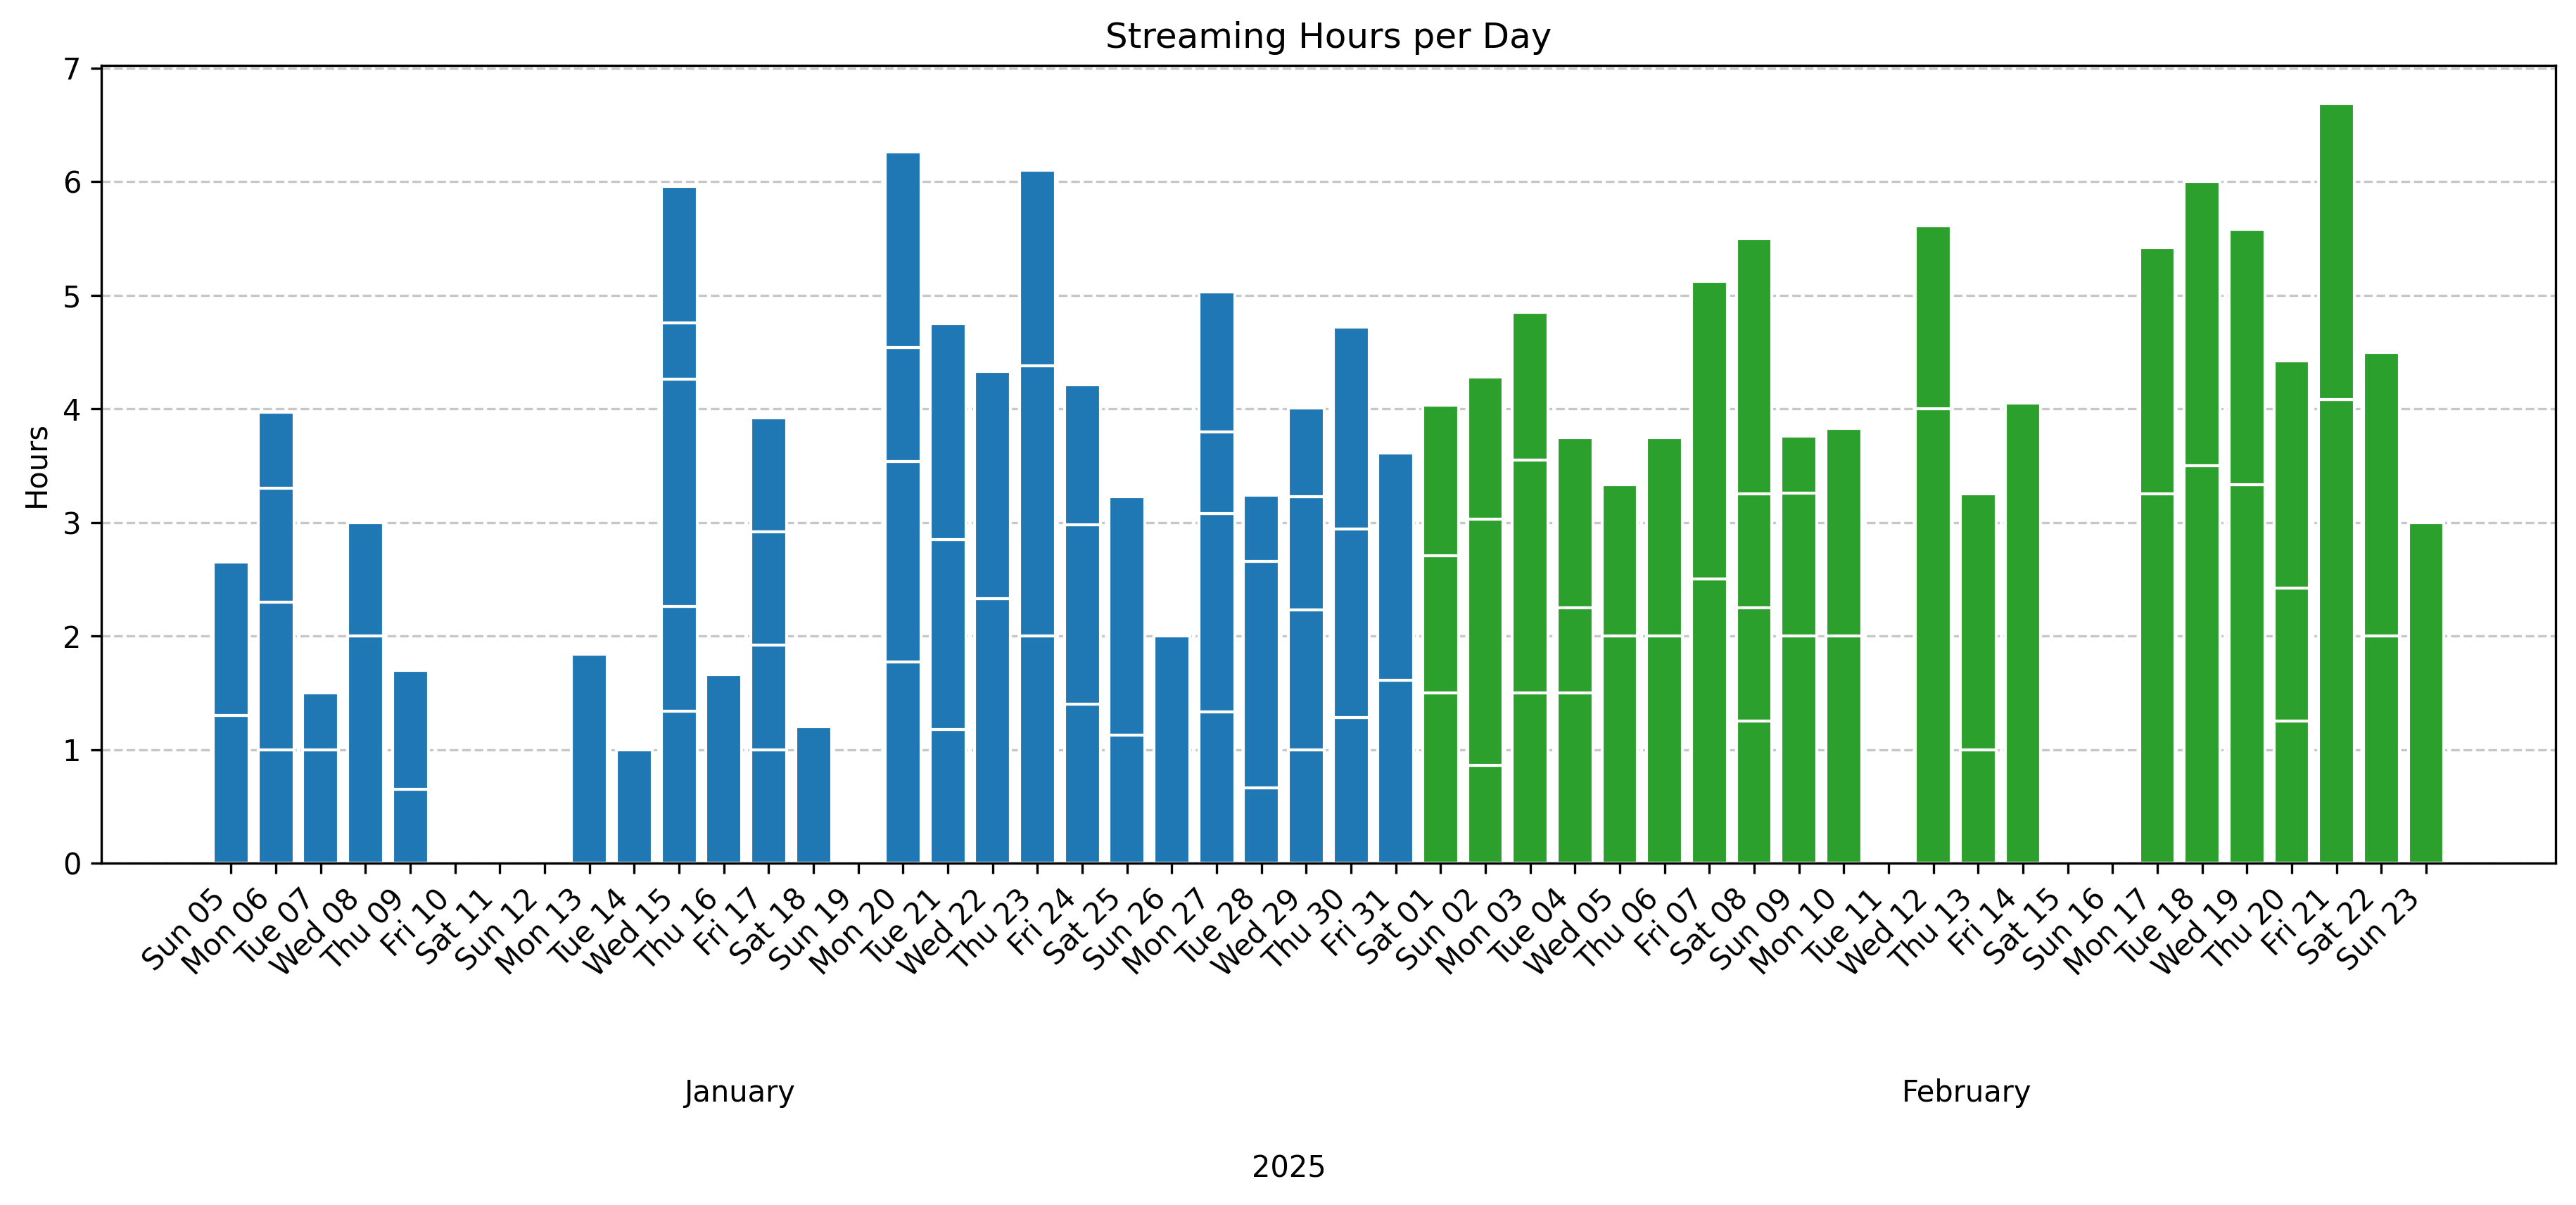 Streaming Hours per Day
Hours
7
6
5
4
3
2
1
0
Sun 05
Mon 06
Tue 07
Wed 08
Thu 09
Fri 10
Sat 11
Sun 12
Mon 13
Tue 14
Wed 15
Thu 16
Fri 17
Sat 18
Sun 19
Mon 20
Tue 21
Wed 22
Thu 23
Fri 24
Sat 25
Sun 26
Mon 27
Tue 28
Wed 29
Thu 30
Fri 31
Sat 01
Sun 02
Mon 03
Tue 04
Wed 05
Thu 06
Fri 07
Sat 08
Sun 09
Mon 10
Tue 11
Wed 12
Thu 13
Fri 14
Sat 15
Sun 16
Mon 17
Tue 18
Wed 19
Thu 20
Fri 21
Sat 22
Sun 23
January
February
2025